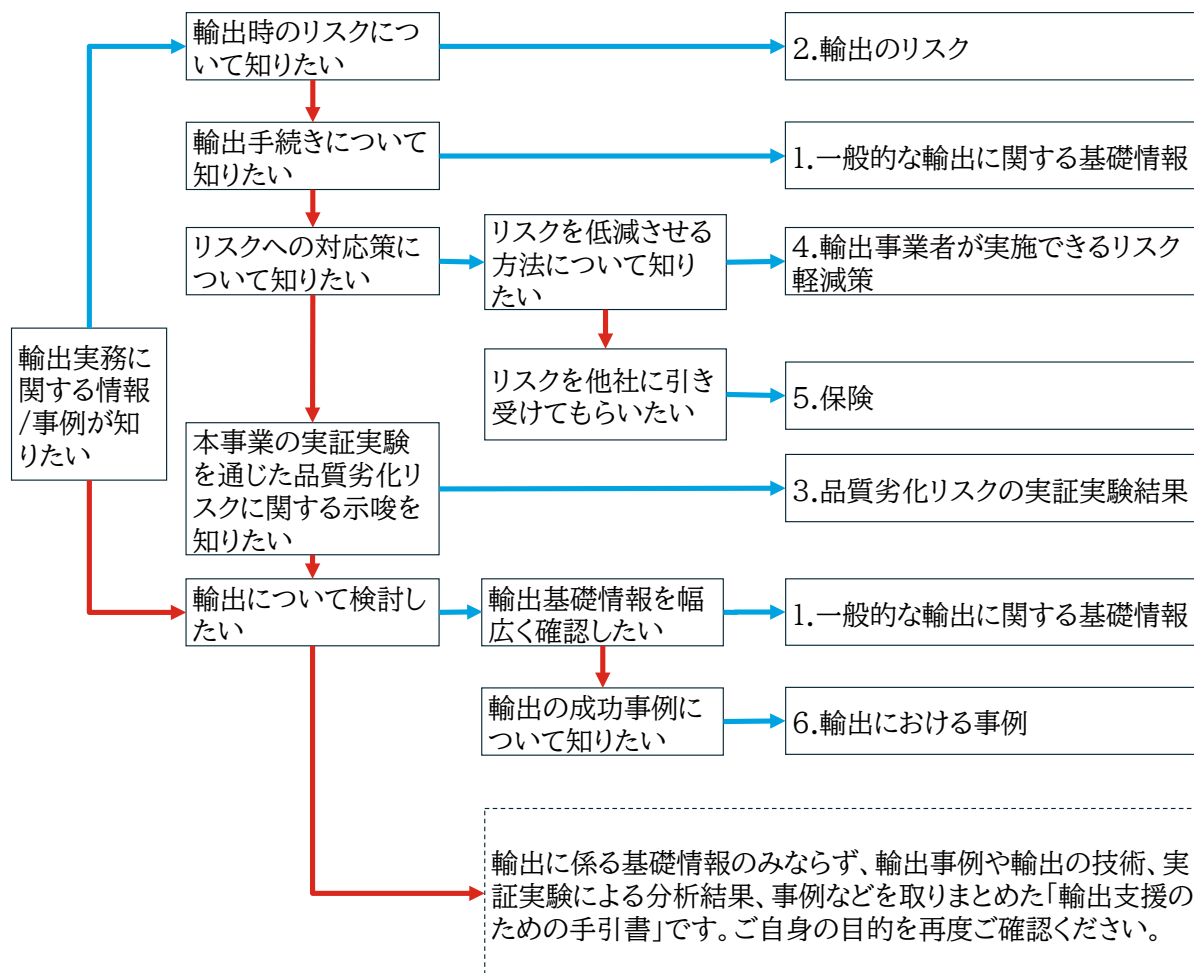 輸出時のリスクにつ
いて知りたい
2.輸出のリスク
輸出手続きについて
知りたい
1.一般的な輸出に関する基礎情報
リスクへの対応策に
ついて知りたい
リスクを低減させる
方法について知り
たい
4.輸出事業者が実施できるリスク
軽減策
輸出実務に
関する情報
/事例が知
りたい
リスクを他社に引き
受けてもらいたい
5.保険
本事業の実証実験
を通じた品質劣化リ
スクに関する示唆を
知りたい
3.品質劣化リスクの実証実験結果
輸出について検討し
たい
輸出基礎情報を幅
広く確認したい
1.一般的な輸出に関する基礎情報
輸出の成功事例に
ついて知りたい
6.輸出における事例
輸出に係る基礎情報のみならず、輸出事例や輸出の技術、実
証実験による分析結果、事例などを取りまとめた「輸出支援の
ための手引書」です。ご自身の目的を再度ご確認ください。